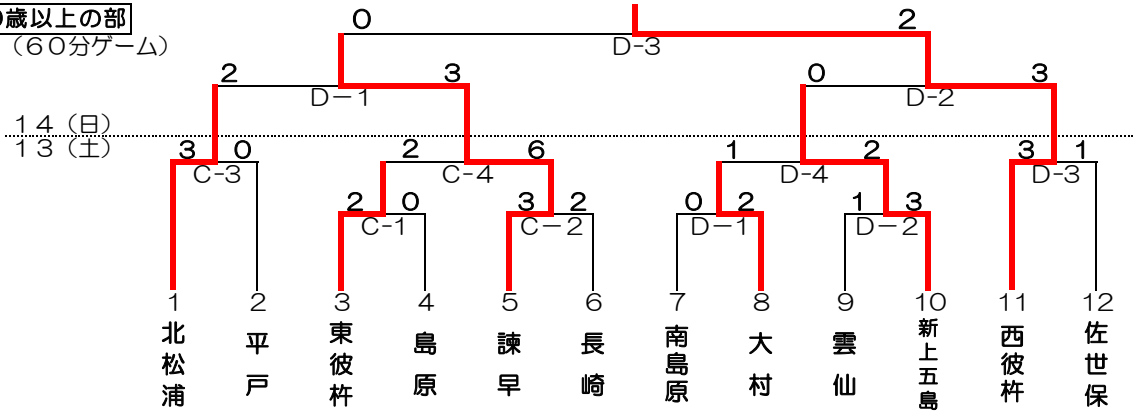 0歳以上の部
（６０分ゲーム）
0 2
D-3
2 3 0 3
D－1 D-2
１４（日）
１３（土）
3 0 2 6 1 2 3 1
C-3 C-4 D-4 D-3
2 0 3 2 0 2 1 3
C-1 C－2 D－1 D－2
1 2 3 4 5 6 7 8 9 10 11 12
北松浦
平戸
東彼杵
島原
諫早
長崎
南島原
大村
雲仙
新上五島
西彼杵
佐世保